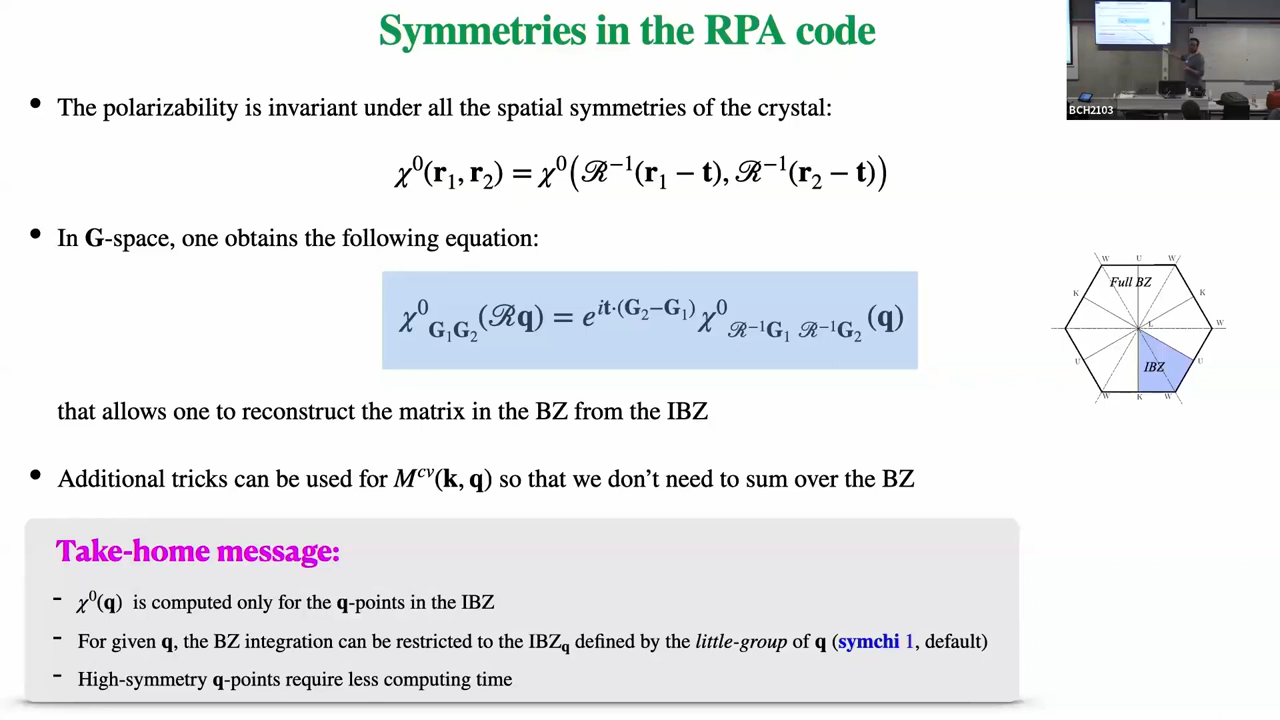 Symmetries in the RPA code
BCH2103
• The polarizability is invariant under all the spatial symmetries of the crystal:
χ⁰(r₁, r₂) = χ⁰(ℛ⁻¹(r₁ − t), ℛ⁻¹(r₂ − t))
• In G-space, one obtains the following equation:
χ⁰_{G₁G₂}(ℛq) = e^{it·(G₂−G₁)} χ⁰_{ℛ⁻¹G₁ ℛ⁻¹G₂}(q)
W U W
Full BZ
K K
L W
IBZ
U U
W K W
that allows one to reconstruct the matrix in the BZ from the IBZ
• Additional tricks can be used for M^{cv}(k, q) so that we don’t need to sum over the BZ
Take-home message:
- χ⁰(q) is computed only for the q-points in the IBZ
- For given q, the BZ integration can be restricted to the IBZ_q defined by the little-group of q (symchi 1, default)
- High-symmetry q-points require less computing time